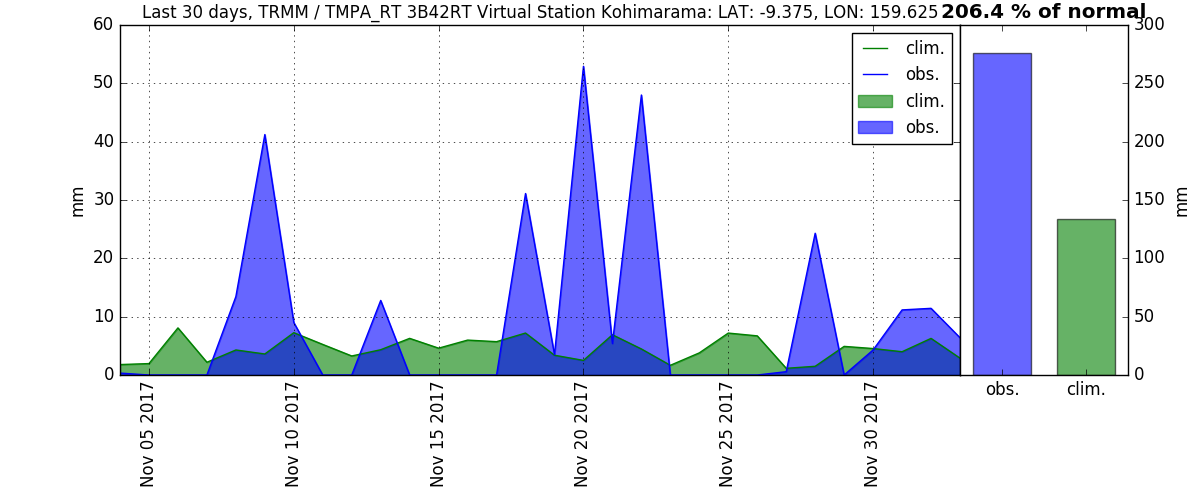 Last 30 days, TRMM / TMPA_RT 3B42RT Virtual Station Kohimarama: LAT: -9.375, LON: 159.625
206.4 % of normal
60
50
40
30
20
10
0
mm
clim.
obs.
clim.
obs.
Nov 05 2017
Nov 10 2017
Nov 15 2017
Nov 20 2017
Nov 25 2017
Nov 30 2017
300
250
200
150
100
50
0
mm
obs.
clim.